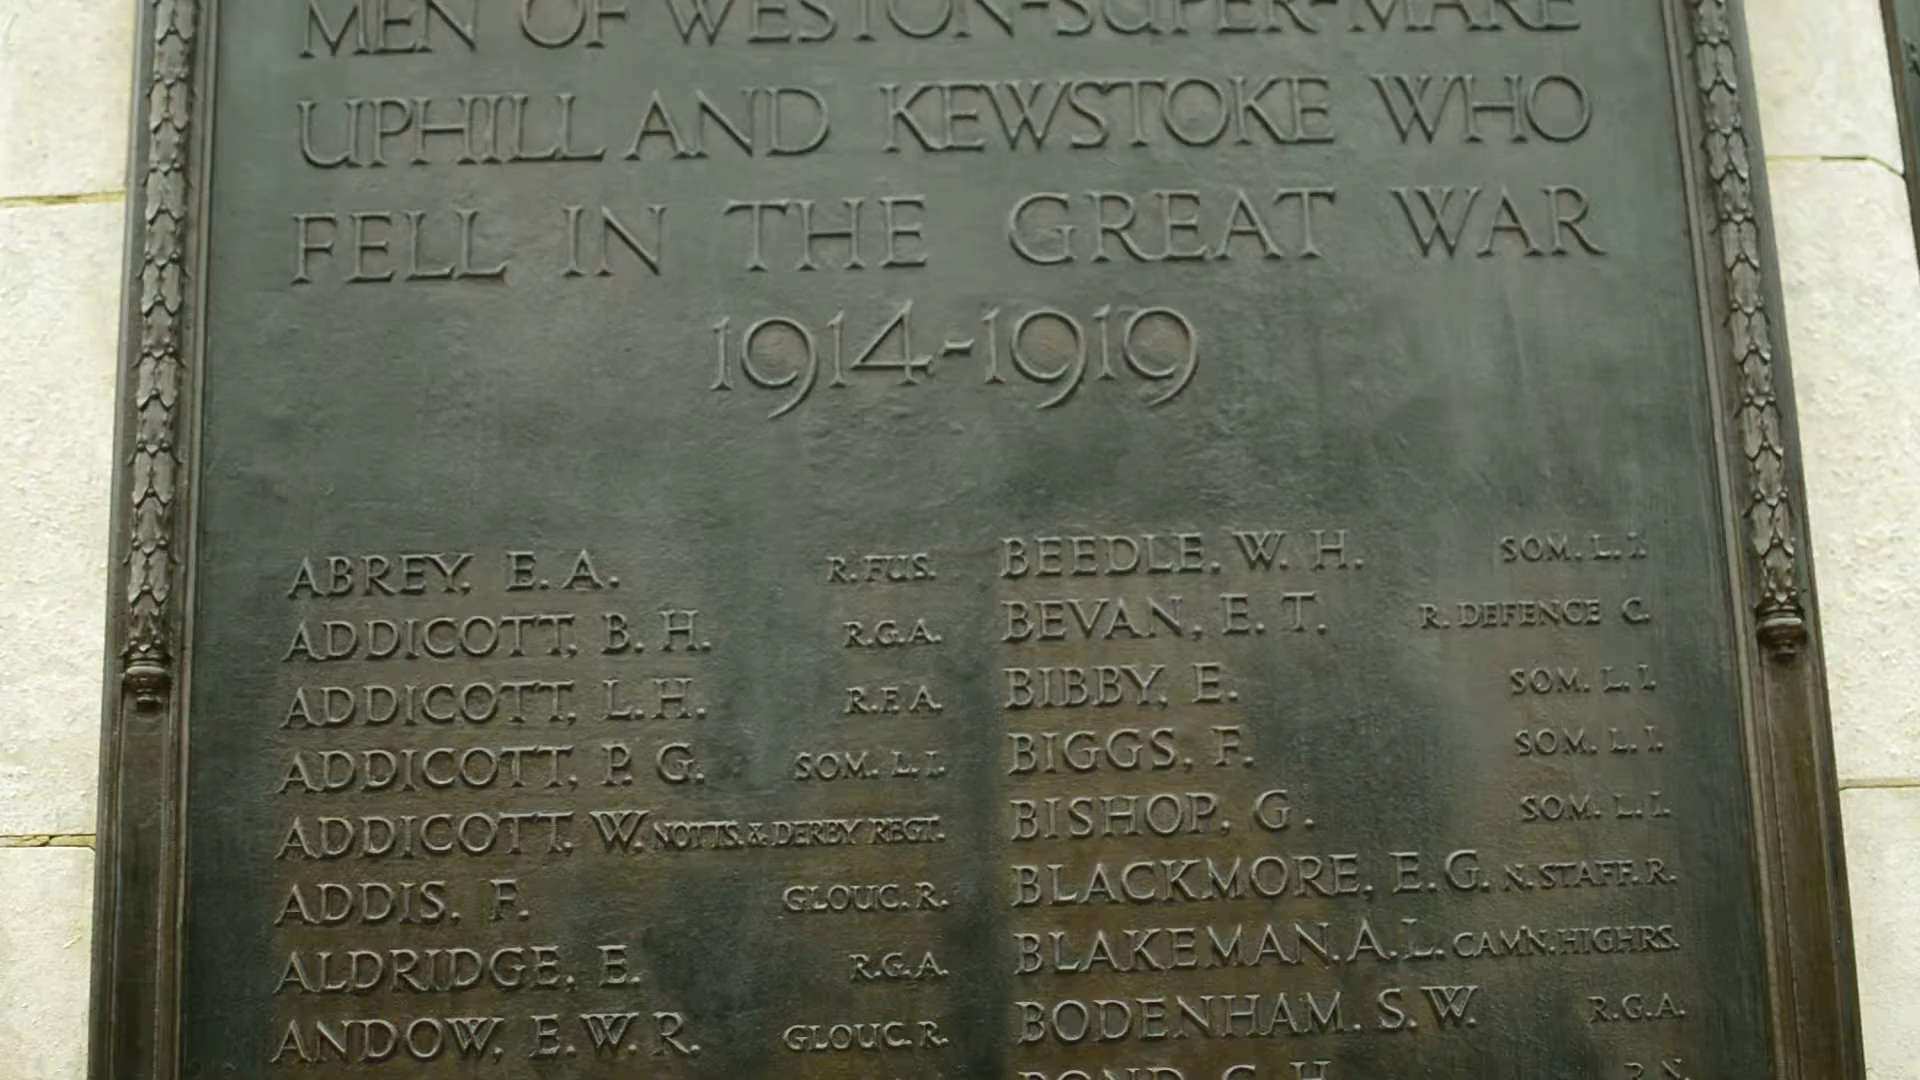 MEN OF WESTON-SUPER-MARE
UPHILL AND KEWSTOKE WHO
FELL IN THE GREAT WAR
1914-1919
ABREY, E. A. R. FUS.
ADDICOTT, B. H. R.G.A.
ADDICOTT, L. H. R.F.A.
ADDICOTT, P. G. SOM. L. I.
ADDICOTT, W. NOTTS. & DERBY REGT.
ADDIS, F. GLOUC. R.
ALDRIDGE, E. R.G.A.
ANDOW, E. W. R. GLOUC. R.
BEEDLE, W. H. SOM. L. I.
BEVAN, E. T. R. DEFENCE C.
BIBBY, E. SOM. L. I.
BIGGS, F. SOM. L. I.
BISHOP, G. SOM. L. I.
BLACKMORE, E. G. N. STAFF. R.
BLAKEMAN, A. L. CAMN. HIGHRS.
BODENHAM, S. W. R.G.A.
BOND, G. H. R. N.